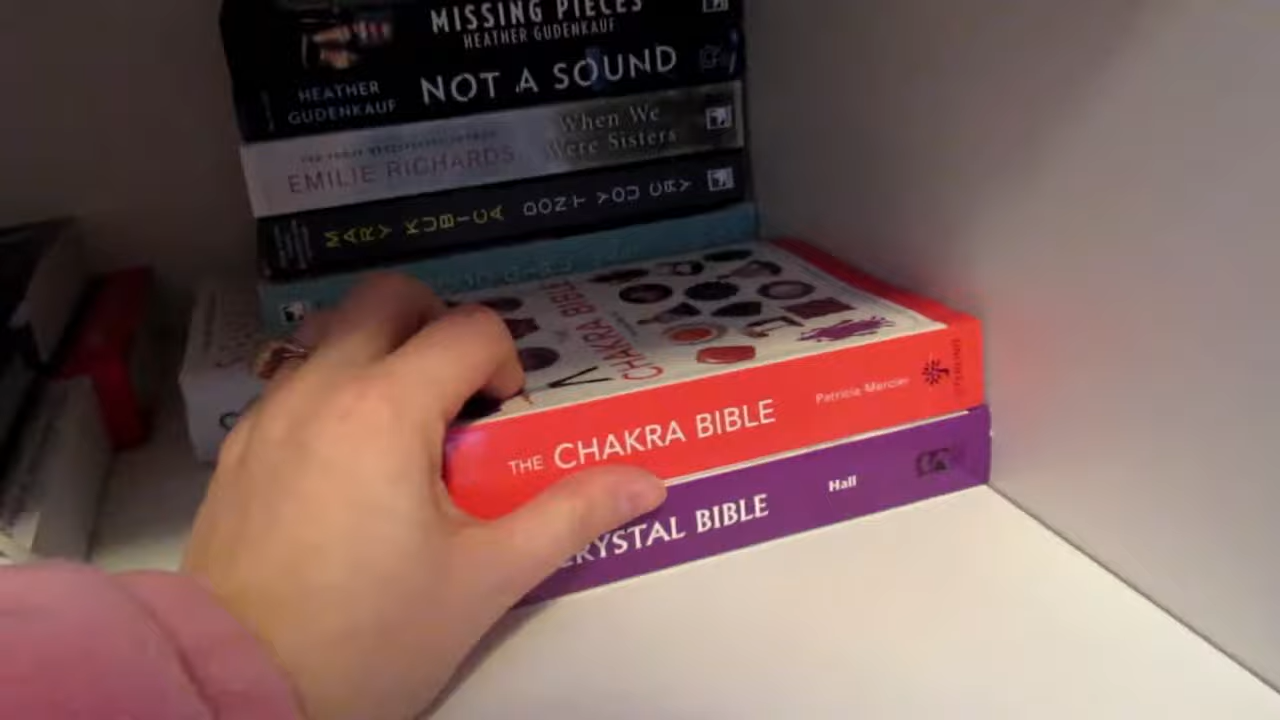 MISSING PIECES
HEATHER GUDENKAUF
HEATHER
GUDENKAUF
NOT A SOUND
EMILIE RICHARDS
When We
Were Sisters
MARY KUBICA DONT YOU CRY
CHAKRA BIBLE
THE CHAKRA BIBLE Patricia Mercier
CRYSTAL BIBLE Hall